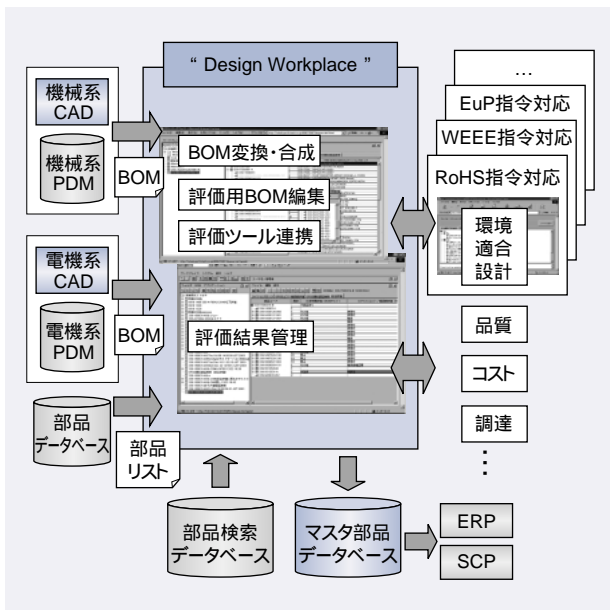 “ Design Workplace ”
機械系
CAD
機械系
PDM
BOM
電機系
CAD
電機系
PDM
BOM
部品
データベース
部品
リスト
BOM変換・合成
評価用BOM編集
評価ツール連携
評価結果管理
…
EuP指令対応
WEEE指令対応
RoHS指令対応
環境
適合
設計
品質
コスト
調達
⋮
部品検索
データベース
マスタ部品
データベース
ERP
SCP